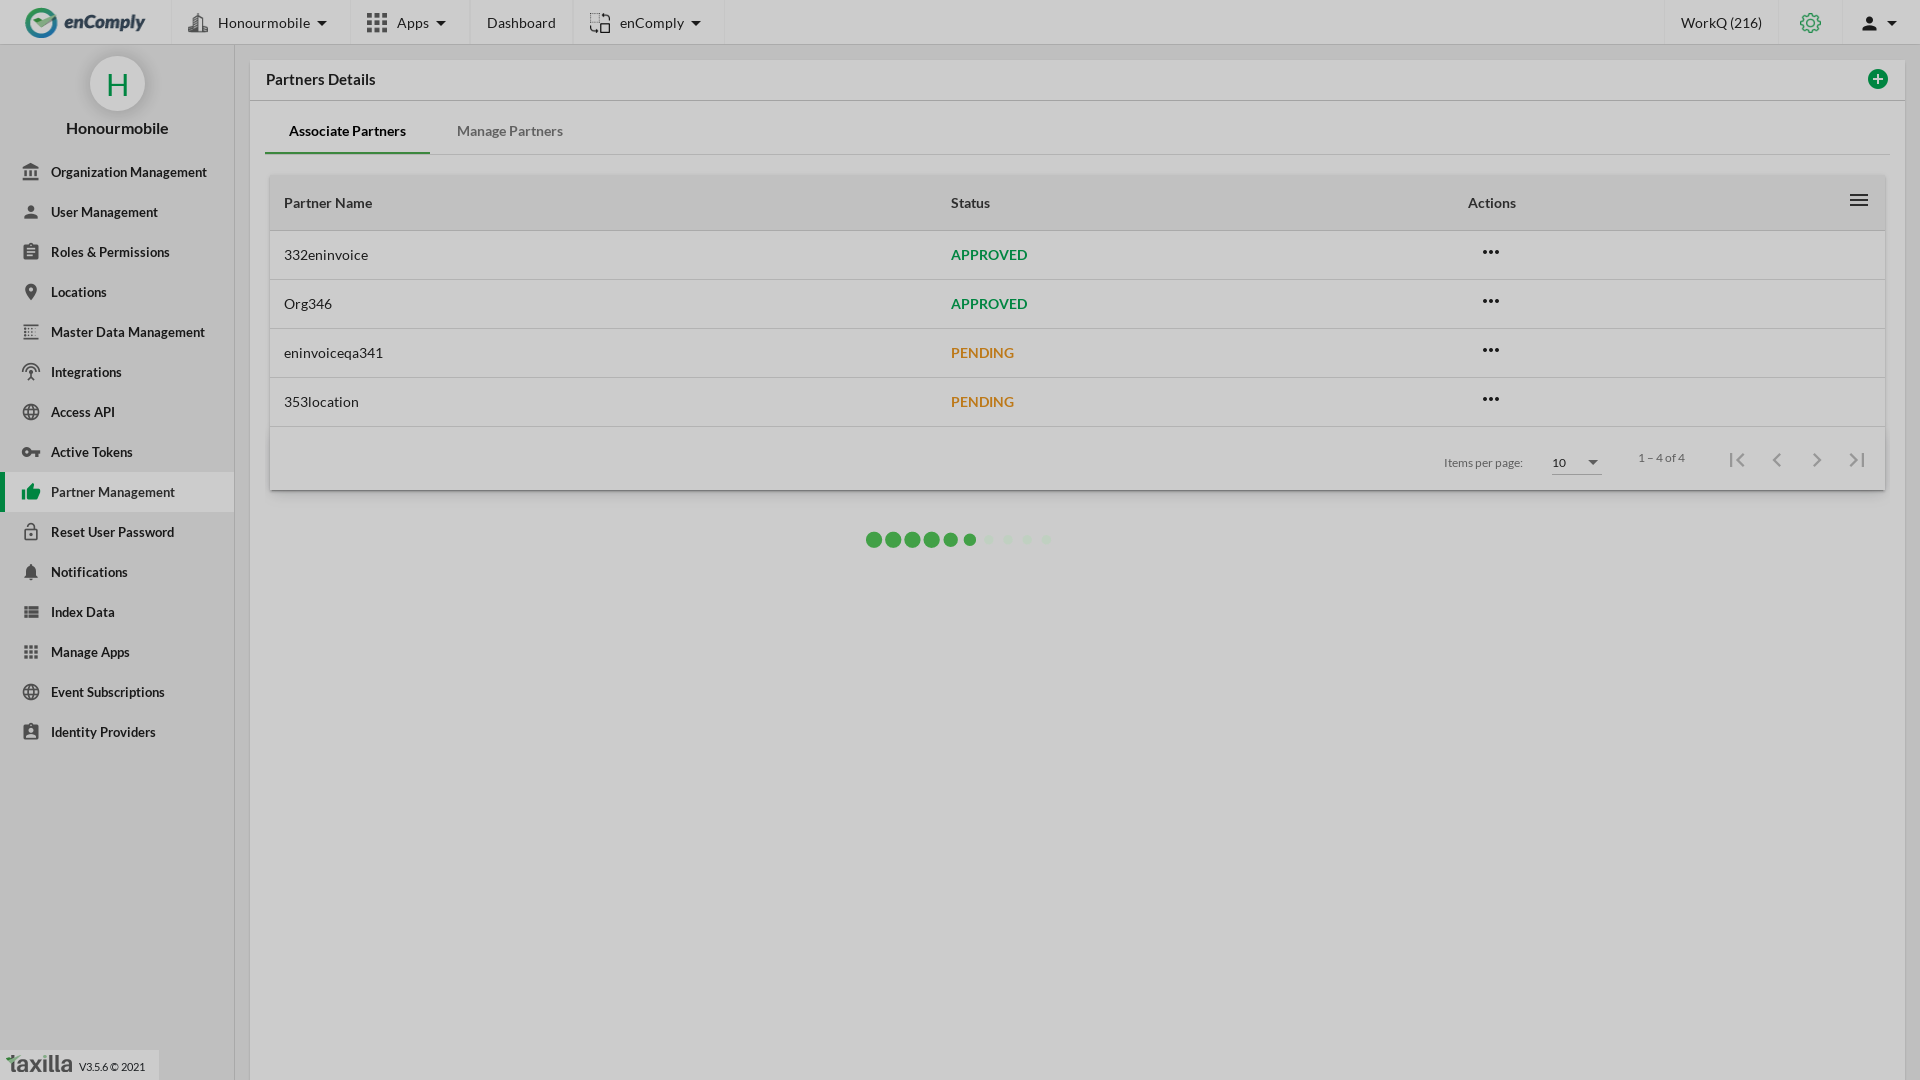 enComply
Honourmobile
Apps
Dashboard
enComply
WorkQ (216)
H
Honourmobile
Organization Management
User Management
Roles & Permissions
Locations
Master Data Management
Integrations
Access API
Active Tokens
Partner Management
Reset User Password
Notifications
Index Data
Manage Apps
Event Subscriptions
Identity Providers
taxilla V3.5.6 © 2021
Partners Details
Associate Partners
Manage Partners
Partner Name Status Actions
332eninvoice APPROVED
Org346 APPROVED
eninvoiceqa341 PENDING
353location PENDING
Items per page: 10 1 – 4 of 4